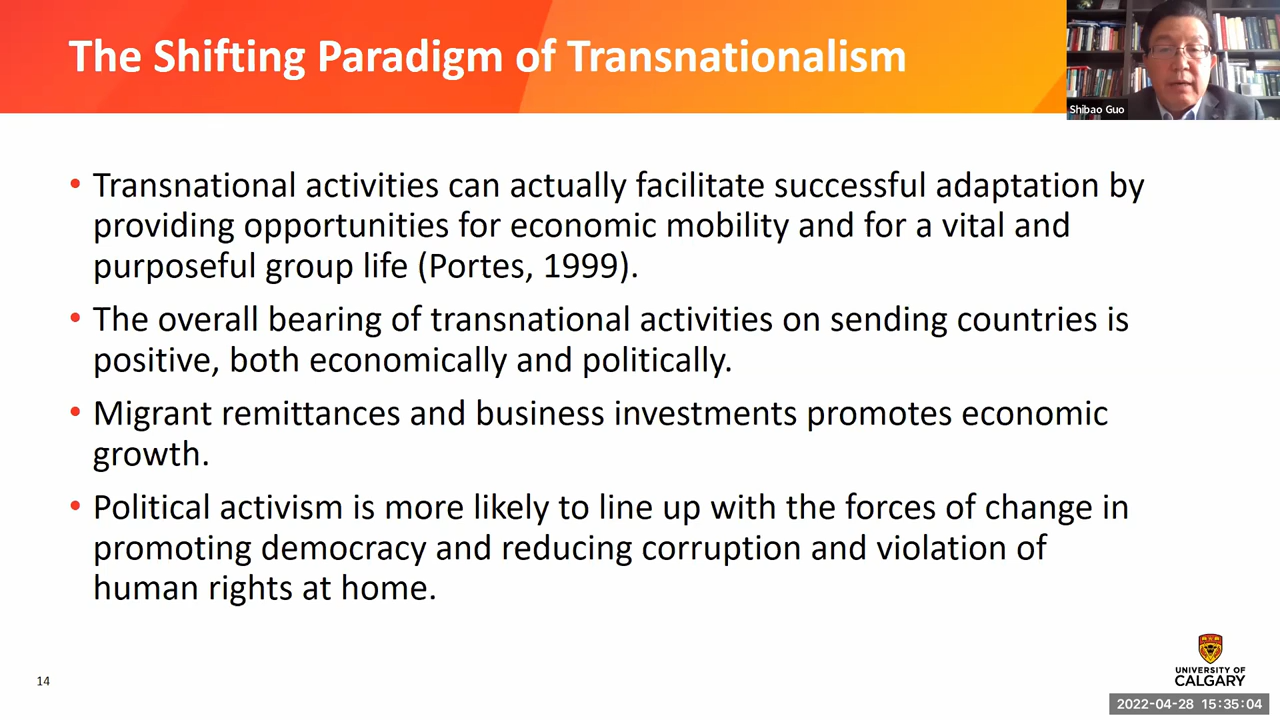 The Shifting Paradigm of Transnationalism
Shibao Guo
• Transnational activities can actually facilitate successful adaptation by
providing opportunities for economic mobility and for a vital and
purposeful group life (Portes, 1999).
• The overall bearing of transnational activities on sending countries is
positive, both economically and politically.
• Migrant remittances and business investments promotes economic
growth.
• Political activism is more likely to line up with the forces of change in
promoting democracy and reducing corruption and violation of
human rights at home.
14
UNIVERSITY OF
CALGARY
2022-04-28 15:35:04